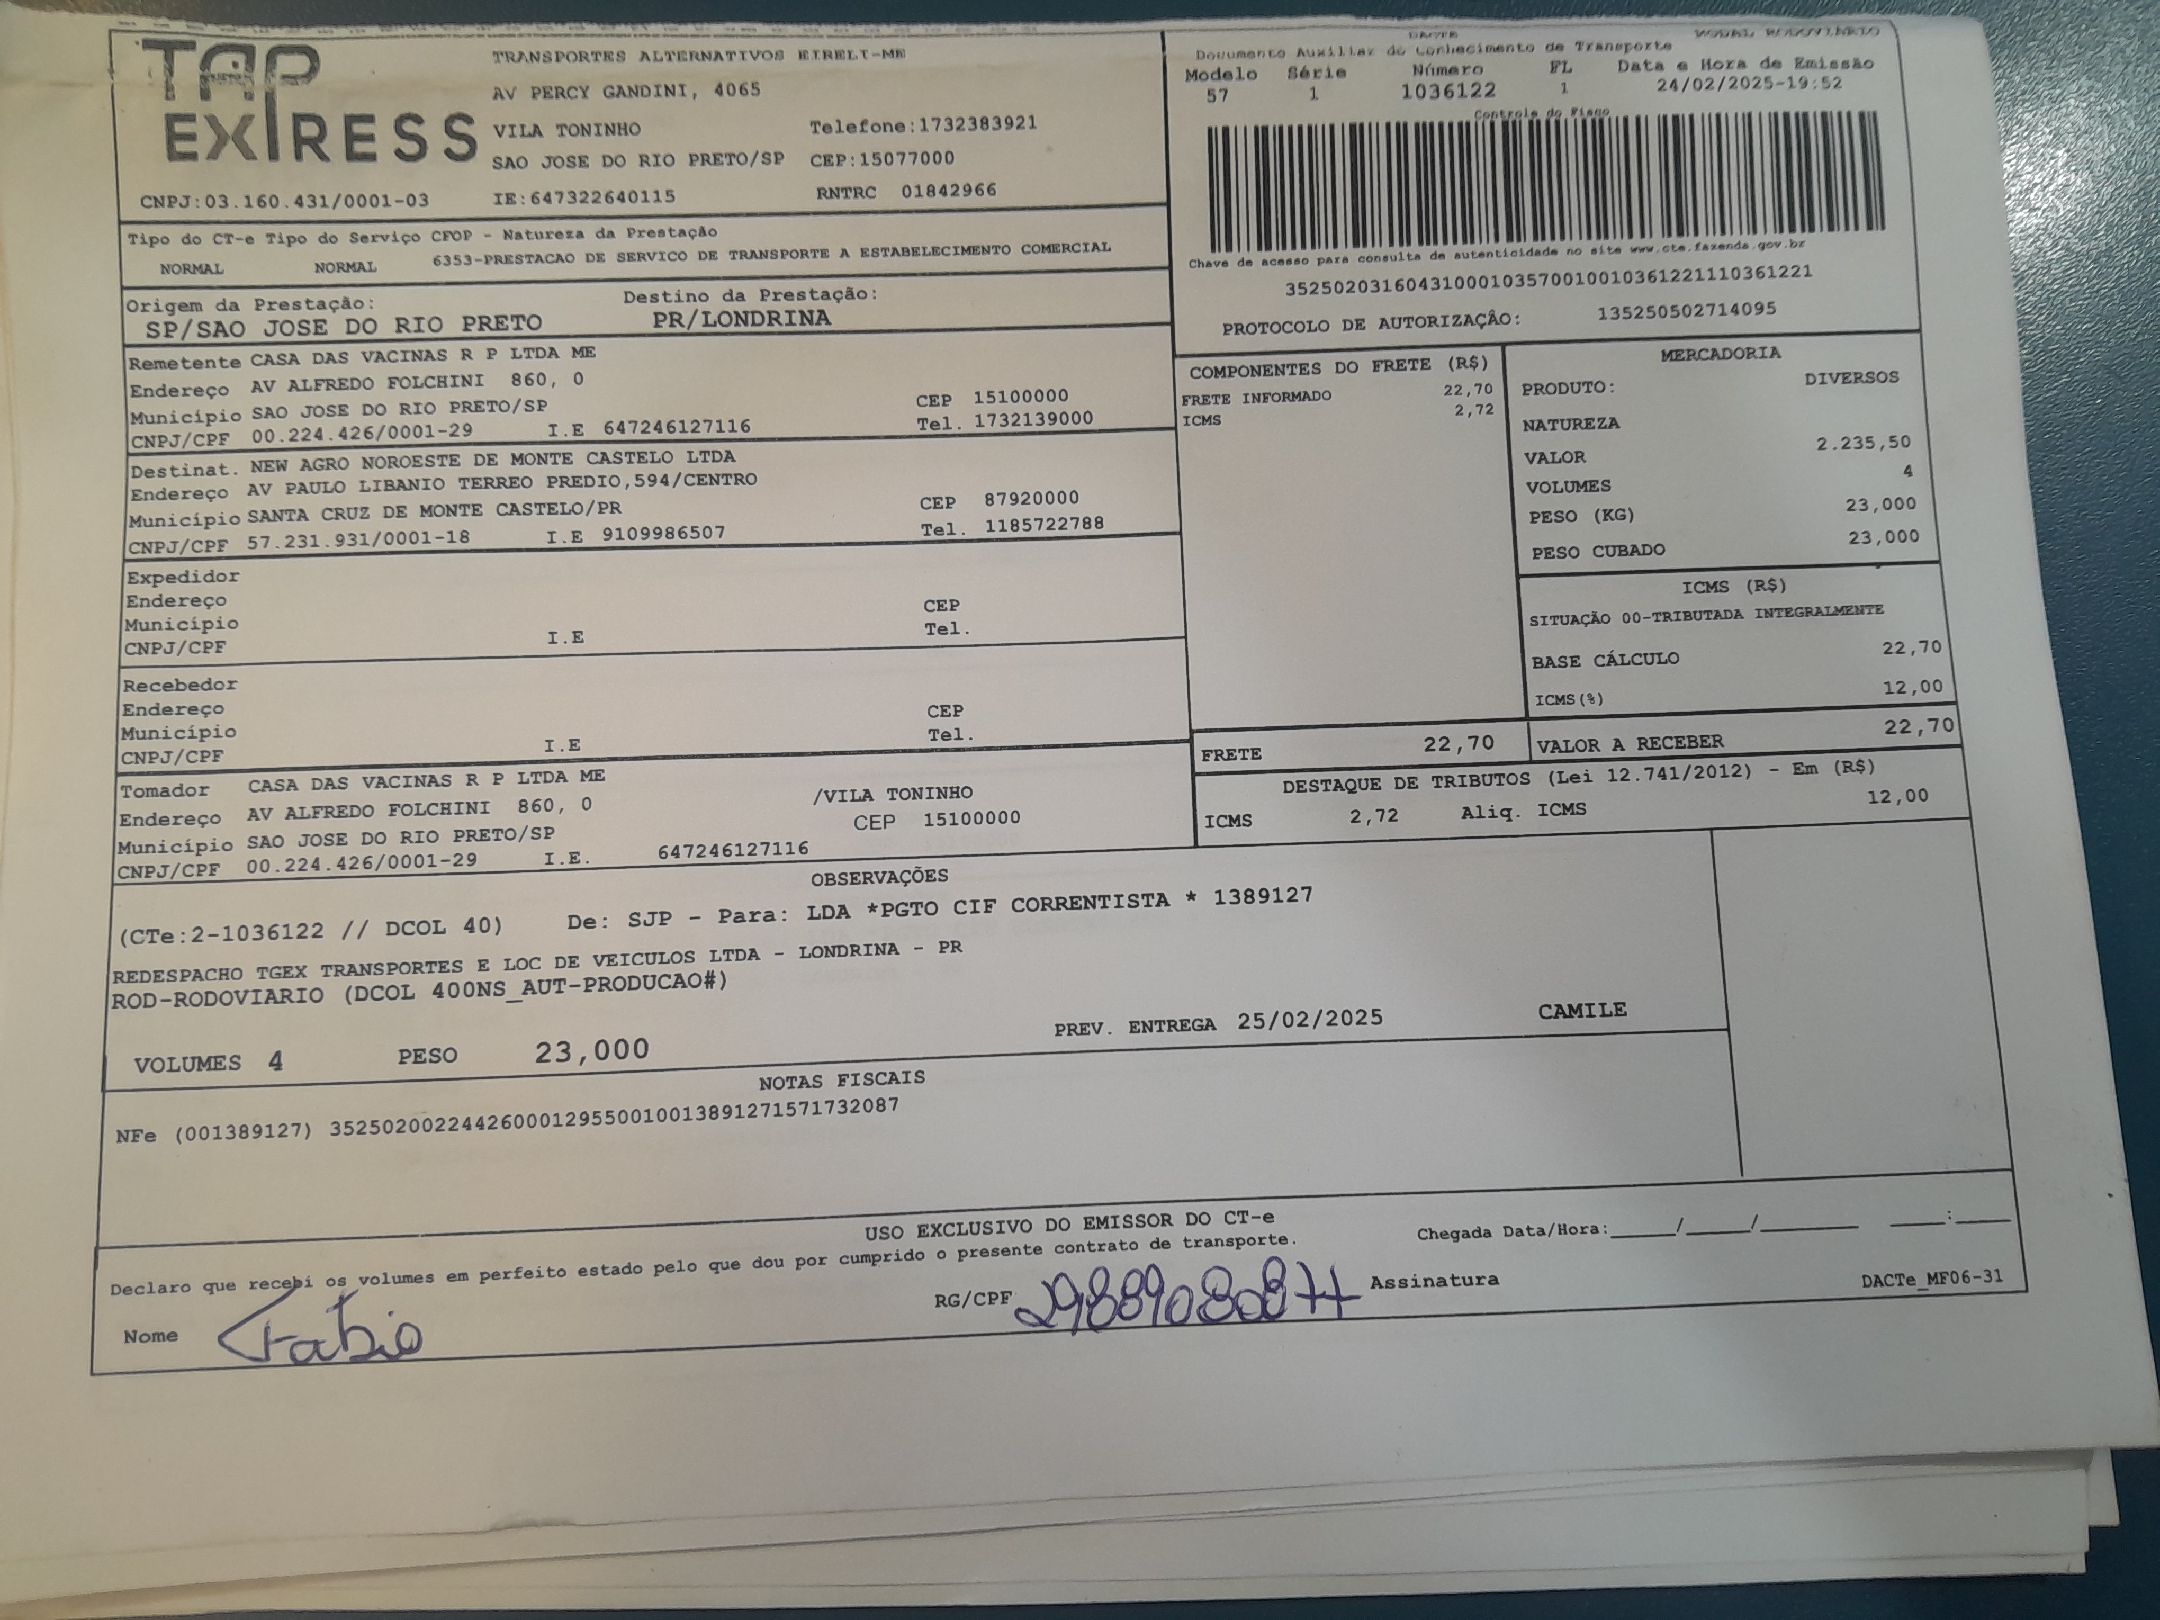 TAP EXPRESS
TRANSPORTES ALTERNATIVOS EIRELI-ME
AV PERCY GANDINI, 4065
VILA TONINHO Telefone:1732383921
SAO JOSE DO RIO PRETO/SP CEP:15077000
CNPJ:03.160.431/0001-03 IE:647322640115 RNTRC 01842966
DACTE MODAL RODOVIARIO
Documento Auxiliar do Conhecimento de Transporte
Modelo Série Número FL Data e Hora de Emissão
57 1 1036122 1 24/02/2025-19:52
Controle do Fisco
Chave de acesso para consulta de autenticidade no site www.cte.fazenda.gov.br
35250203160431000103570010010361221110361221
PROTOCOLO DE AUTORIZAÇÃO: 135250502714095
Tipo do CT-e Tipo do Serviço CFOP - Natureza da Prestação
NORMAL NORMAL 6353-PRESTACAO DE SERVICO DE TRANSPORTE A ESTABELECIMENTO COMERCIAL
Origem da Prestação: Destino da Prestação:
SP/SAO JOSE DO RIO PRETO PR/LONDRINA
Remetente CASA DAS VACINAS R P LTDA ME
Endereço AV ALFREDO FOLCHINI 860, 0
Município SAO JOSE DO RIO PRETO/SP CEP 15100000
CNPJ/CPF 00.224.426/0001-29 I.E 647246127116 Tel. 1732139000
Destinat. NEW AGRO NOROESTE DE MONTE CASTELO LTDA
Endereço AV PAULO LIBANIO TERREO PREDIO,594/CENTRO
Município SANTA CRUZ DE MONTE CASTELO/PR CEP 87920000
CNPJ/CPF 57.231.931/0001-18 I.E 9109986507 Tel. 1185722788
Expedidor
Endereço
Município CEP
CNPJ/CPF I.E Tel.
Recebedor
Endereço
Município CEP
CNPJ/CPF I.E Tel.
Tomador CASA DAS VACINAS R P LTDA ME
Endereço AV ALFREDO FOLCHINI 860, 0 /VILA TONINHO
Município SAO JOSE DO RIO PRETO/SP CEP 15100000
CNPJ/CPF 00.224.426/0001-29 I.E. 647246127116
COMPONENTES DO FRETE (R$)
FRETE INFORMADO 22,70
ICMS 2,72
MERCADORIA
PRODUTO: DIVERSOS
NATUREZA
VALOR 2.235,50
VOLUMES 4
PESO (KG) 23,000
PESO CUBADO 23,000
ICMS (R$)
SITUAÇÃO 00-TRIBUTADA INTEGRALMENTE
BASE CÁLCULO 22,70
ICMS(%) 12,00
FRETE 22,70 VALOR A RECEBER 22,70
DESTAQUE DE TRIBUTOS (Lei 12.741/2012) - Em (R$)
ICMS 2,72 Aliq. ICMS 12,00
OBSERVAÇÕES
(CTe:2-1036122 // DCOL 40) De: SJP - Para: LDA *PGTO CIF CORRENTISTA * 1389127
REDESPACHO TGEX TRANSPORTES E LOC DE VEICULOS LTDA - LONDRINA - PR
ROD-RODOVIARIO (DCOL 400NS_AUT-PRODUCAO#)
VOLUMES 4 PESO 23,000 PREV. ENTREGA 25/02/2025 CAMILE
NOTAS FISCAIS
NFe (001389127) 35250200224426000129550010013891271571732087
USO EXCLUSIVO DO EMISSOR DO CT-e
Declaro que recebi os volumes em perfeito estado pelo que dou por cumprido o presente contrato de transporte.
Chegada Data/Hora:_____/_____/________ ____:____
Nome Fabio RG/CPF Assinatura DACTe_MF06-31